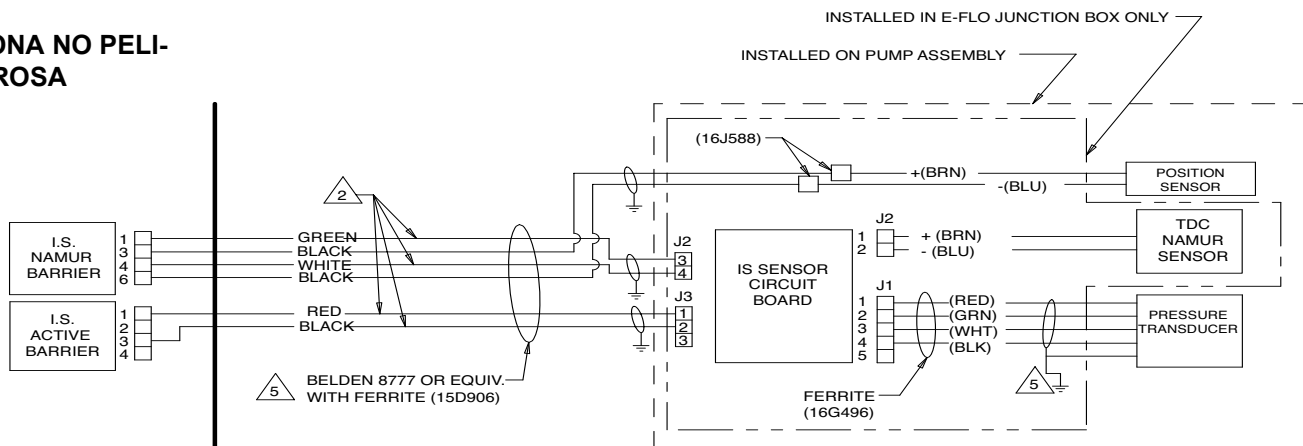 INSTALLED IN E-FLO JUNCTION BOX ONLY
ONA NO PELI-
ROSA
INSTALLED ON PUMP ASSEMBLY
(16J588)
+(BRN)
-(BLU)
POSITION
SENSOR
2
I.S.
NAMUR
BARRIER
1
3
4
6
GREEN
BLACK
WHITE
BLACK
J2
3
4
IS SENSOR
CIRCUIT
BOARD
J2
1
2
+ (BRN)
- (BLU)
TDC
NAMUR
SENSOR
I.S.
ACTIVE
BARRIER
1
2
3
4
RED
BLACK
J3
1
2
3
J1
1
2
3
4
5
(RED)
(GRN)
(WHT)
(BLK)
PRESSURE
TRANSDUCER
5
BELDEN 8777 OR EQUIV.
WITH FERRITE (15D906)
FERRITE
(16G496)
5